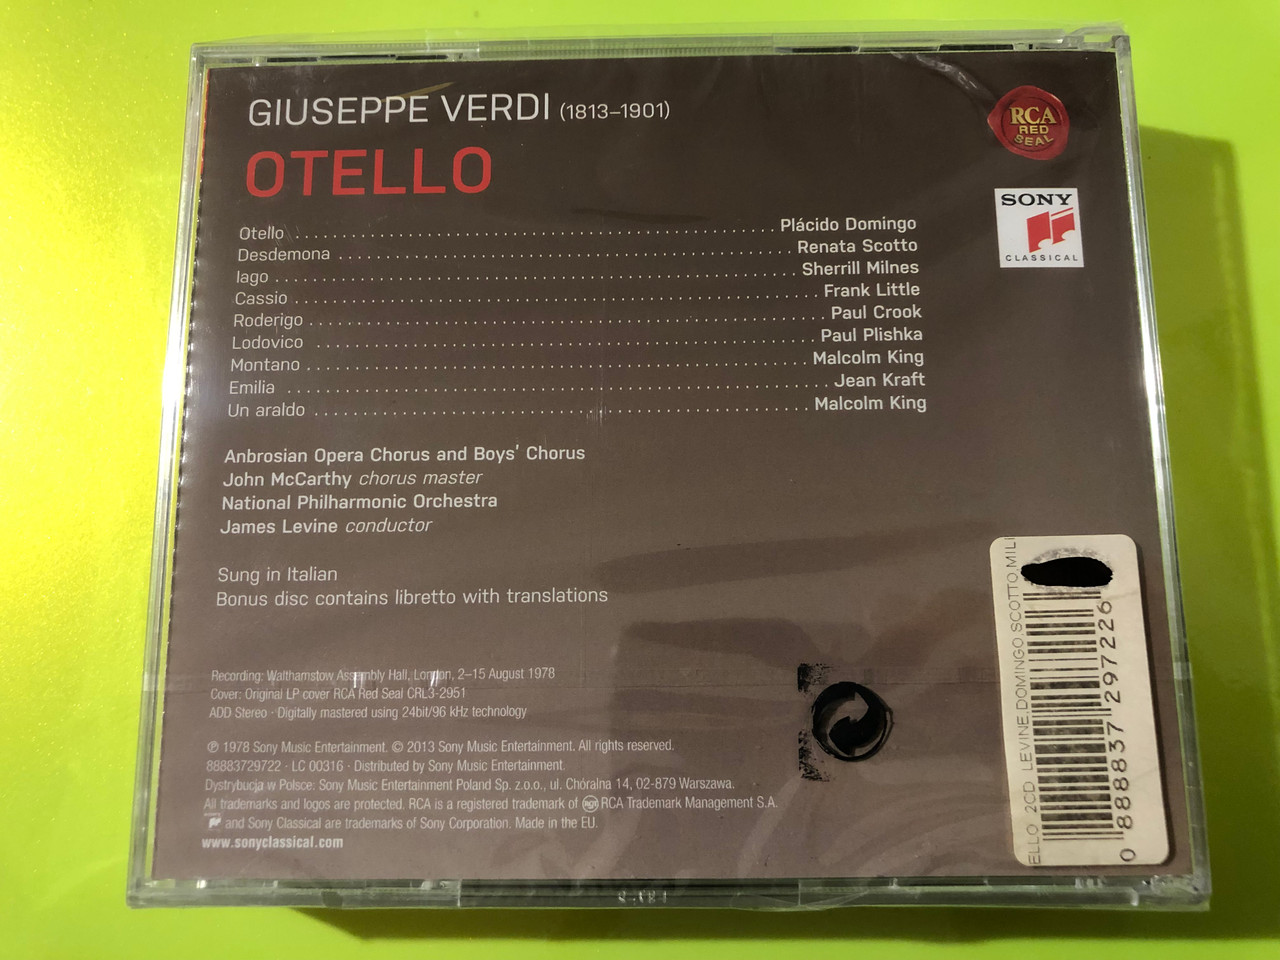 GIUSEPPE VERDI (1813–1901)
OTELLO
RCA
RED
SEAL
SONY
CLASSICAL
Otello ........ Plácido Domingo
Desdemona ........ Renata Scotto
Iago ........ Sherrill Milnes
Cassio ........ Frank Little
Roderigo ........ Paul Crook
Lodovico ........ Paul Plishka
Montano ........ Malcolm King
Emilia ........ Jean Kraft
Un araldo ........ Malcolm King
Anbrosian Opera Chorus and Boys' Chorus
John McCarthy chorus master
National Philharmonic Orchestra
James Levine conductor
Sung in Italian
Bonus disc contains libretto with translations
Recording: Walthamstow Assembly Hall, London, 2–15 August 1978
Cover: Original LP cover RCA Red Seal CRL3-2951
ADD Stereo · Digitally mastered using 24bit/96 kHz technology
℗ 1978 Sony Music Entertainment. © 2013 Sony Music Entertainment. All rights reserved.
88883729722 · LC 00316 · Distributed by Sony Music Entertainment.
Dystrybucja w Polsce: Sony Music Entertainment Poland Sp. z.o.o., ul. Chóralna 14, 02-879 Warszawa.
All trademarks and logos are protected. RCA is a registered trademark of RCA Trademark Management S.A.
and Sony Classical are trademarks of Sony Corporation. Made in the EU.
www.sonyclassical.com
ELLO 2CD LEVINE,DOMINGO,SCOTTO,MIL
0 88883 72972 26